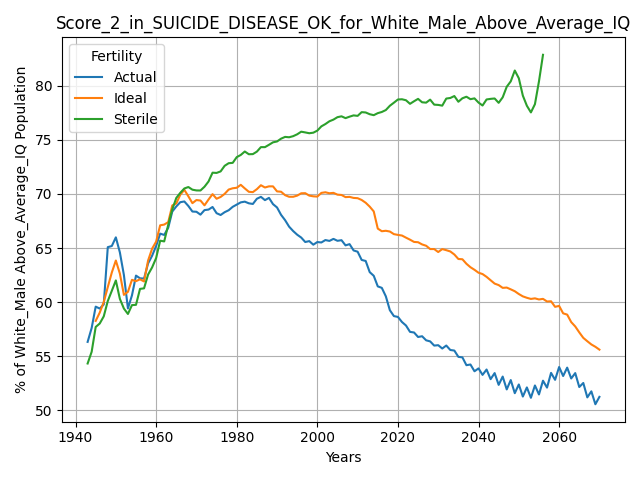 Score_2_in_SUICIDE_DISEASE_OK_for_White_Male_Above_Average_IQ
Fertility
Actual
Ideal
Sterile
% of White_Male Above_Average_IQ Population
80
75
70
65
60
55
50
1940
1960
1980
2000
2020
2040
2060
Years